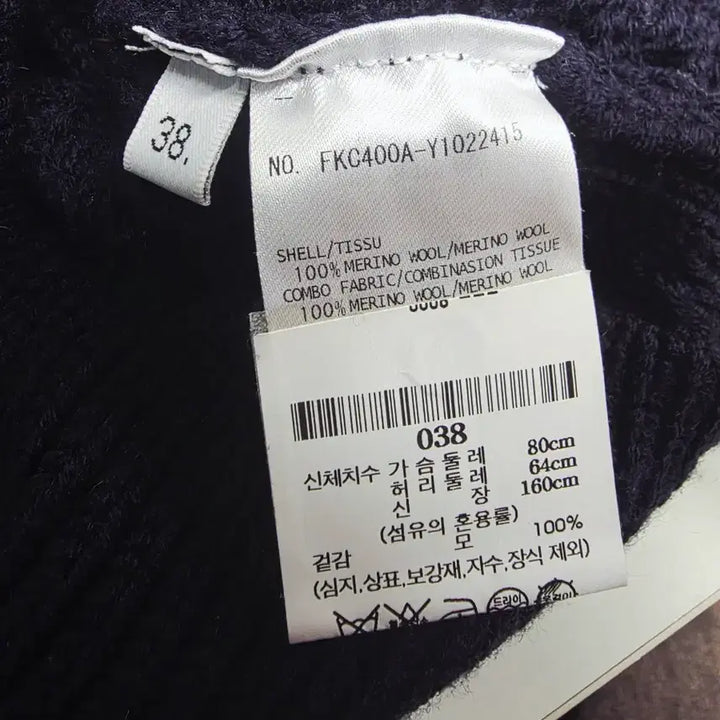 38.
NO. FKC400A-Y1022415
SHELL/TISSU
100% MERINO WOOL/MERINO WOOL
COMBO FABRIC/COMBINASION TISSUE
100% MERINO WOOL/MERINO WOOL
038
신체치수 가 슴 둘 레 80cm
허 리 둘 레 64cm
신 장 160cm
(섬유의 혼용률)
모 100%
겉감
(심지,상표,보강재,자수,장식 제외)
드라이